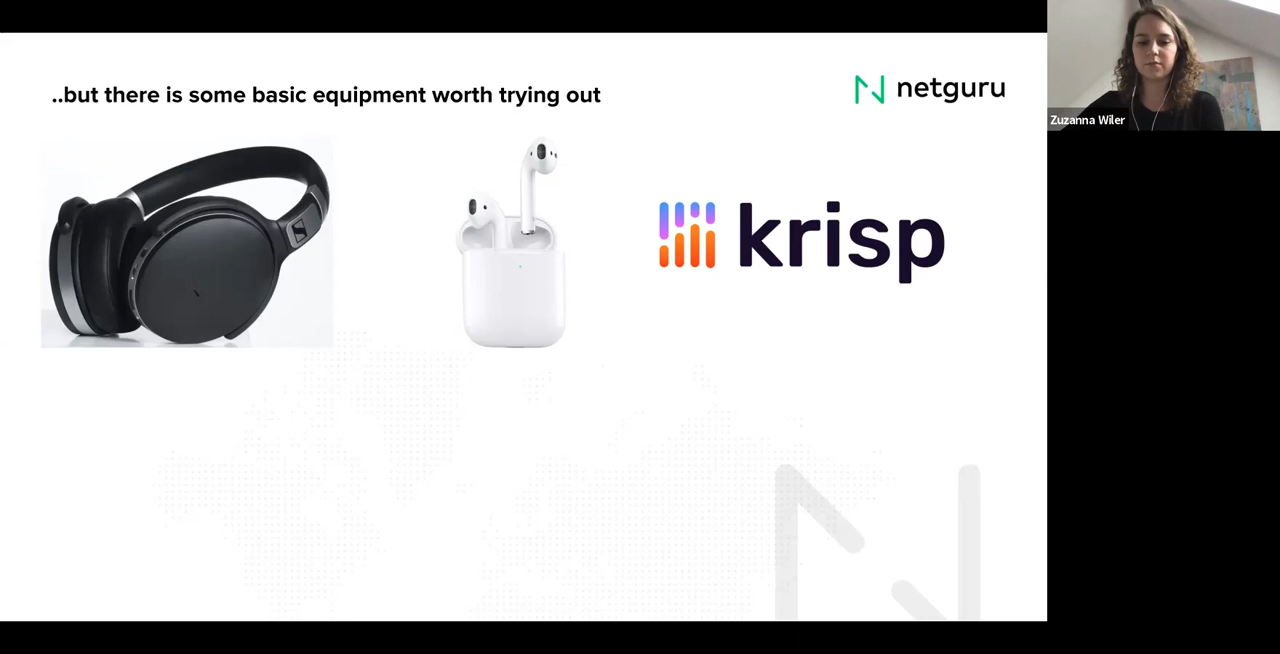 ..but there is some basic equipment worth trying out
netguru
krisp
Zuzanna Wiler